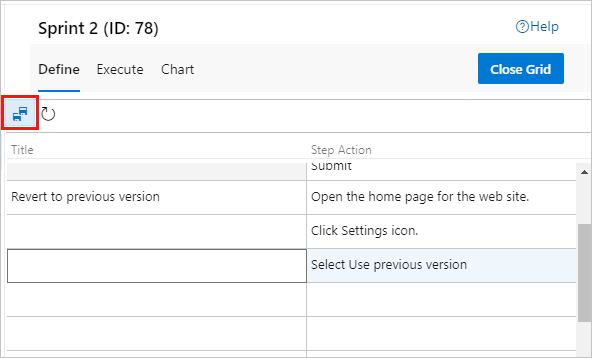 Sprint 2 (ID: 78)
Help
Define Execute Chart
Close Grid
Title Step Action
Submit
Revert to previous version Open the home page for the web site.
Click Settings icon.
Select Use previous version